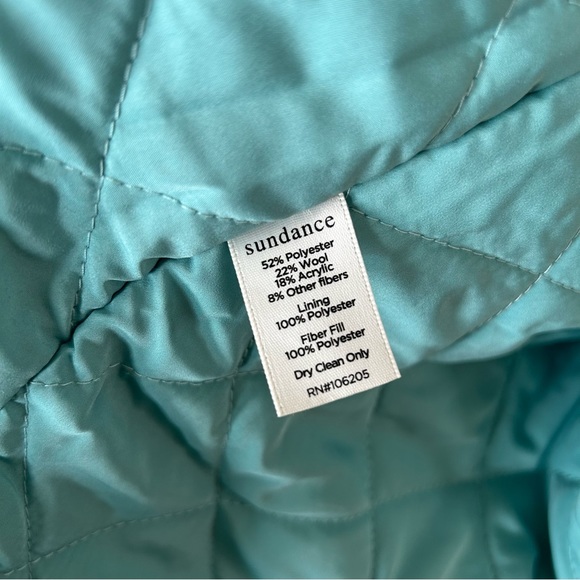 sundance
52% Polyester
22% Wool
18% Acrylic
8% Other fibers
Lining
100% Polyester
Fiber Fill
100% Polyester
Dry Clean Only
RN#106205